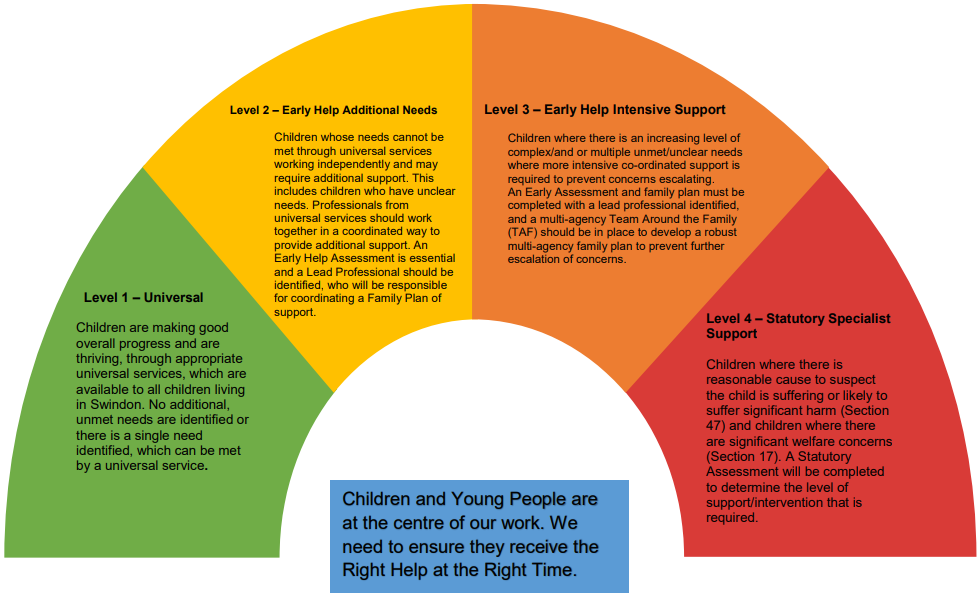 Level 1 – Universal
Children are making good
overall progress and are
thriving, through appropriate
universal services, which are
available to all children living
in Swindon. No additional,
unmet needs are identified or
there is a single need
identified, which can be met
by a universal service.
Level 2 – Early Help Additional Needs
Children whose needs cannot be
met through universal services
working independently and may
require additional support. This
includes children who have unclear
needs. Professionals from
universal services should work
together in a coordinated way to
provide additional support. An
Early Help Assessment is essential
and a Lead Professional should be
identified, who will be responsible
for coordinating a Family Plan of
support.
Level 3 – Early Help Intensive Support
Children where there is an increasing level of
complex/and or multiple unmet/unclear needs
where more intensive co-ordinated support is
required to prevent concerns escalating.
An Early Assessment and family plan must be
completed with a lead professional identified,
and a multi-agency Team Around the Family
(TAF) should be in place to develop a robust
multi-agency family plan to prevent further
escalation of concerns.
Level 4 – Statutory Specialist
Support
Children where there is
reasonable cause to suspect
the child is suffering or likely to
suffer significant harm (Section
47) and children where there
are significant welfare concerns
(Section 17). A Statutory
Assessment will be completed
to determine the level of
support/intervention that is
required.
Children and Young People are
at the centre of our work. We
need to ensure they receive the
Right Help at the Right Time.